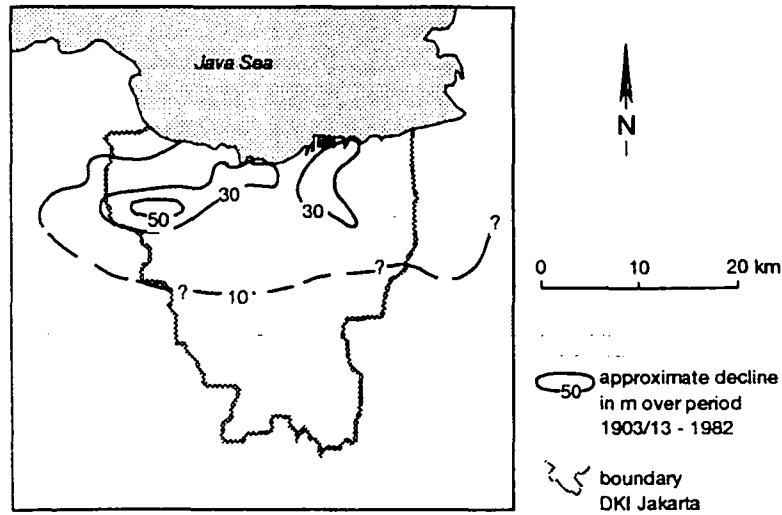 Java Sea
N
30
50
30
?
?
?
10
0 20 km
10
50
approximate decline
in m over period
1903/13 - 1982
boundary
DKI Jakarta